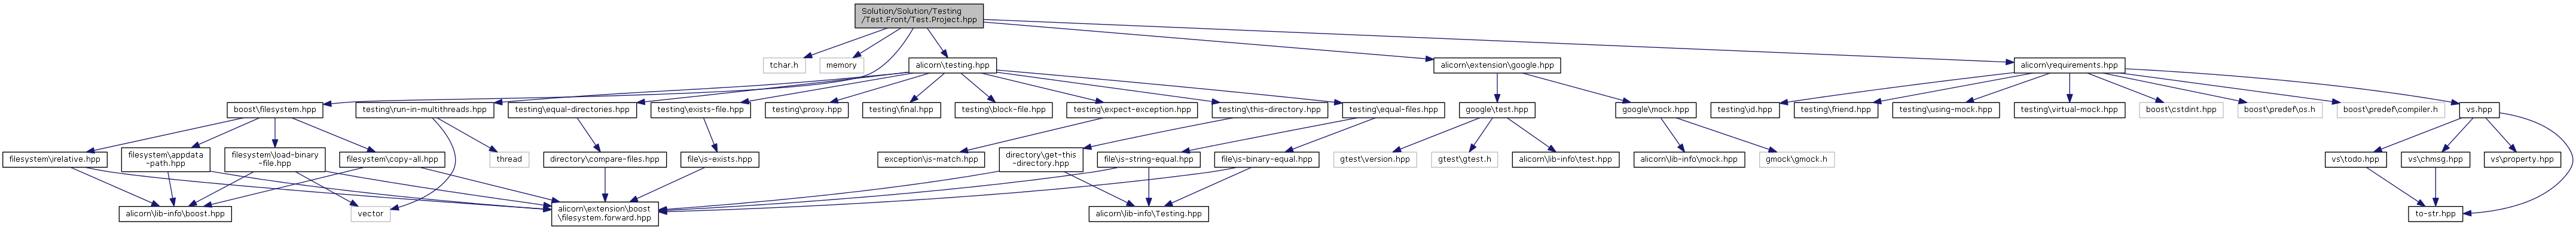 Solution/Solution/Testing
/Test.Front/Test.Project.hpp
tchar.h
memory
alicorn\testing.hpp
alicorn\extension\google.hpp
alicorn\requirements.hpp
boost\filesystem.hpp
testing\run-in-multithreads.hpp
testing\equal-directories.hpp
testing\exists-file.hpp
testing\proxy.hpp
testing\final.hpp
testing\block-file.hpp
testing\expect-exception.hpp
testing\this-directory.hpp
testing\equal-files.hpp
google\test.hpp
google\mock.hpp
testing\id.hpp
testing\friend.hpp
testing\using-mock.hpp
testing\virtual-mock.hpp
boost\cstdint.hpp
boost\predef\os.h
boost\predef\compiler.h
vs.hpp
filesystem\relative.hpp
filesystem\appdata
-path.hpp
filesystem\load-binary
-file.hpp
filesystem\copy-all.hpp
thread
directory\compare-files.hpp
file\is-exists.hpp
exception\is-match.hpp
directory\get-this
-directory.hpp
file\is-string-equal.hpp
file\is-binary-equal.hpp
gtest\version.hpp
gtest\gtest.h
alicorn\lib-info\test.hpp
alicorn\lib-info\mock.hpp
gmock\gmock.h
vs\todo.hpp
vs\chmsg.hpp
vs\property.hpp
alicorn\lib-info\boost.hpp
vector
alicorn\extension\boost
\filesystem.forward.hpp
alicorn\lib-info\Testing.hpp
to-str.hpp